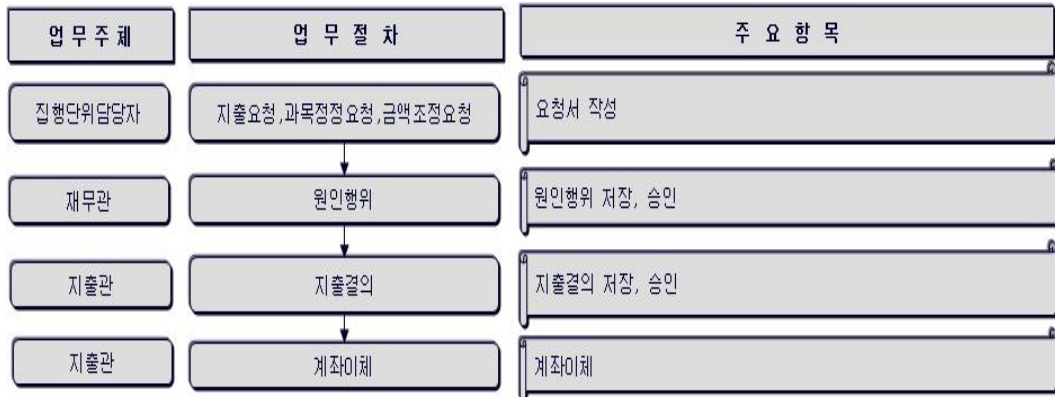 업무주체 업무절차 주요항목
집행단위담당자 지출요청,과목정정요청,금액조정요청 요청서 작성
재무관 원인행위 원인행위 저장, 승인
지출관 지출결의 지출결의 저장, 승인
지출관 계좌이체 계좌이체